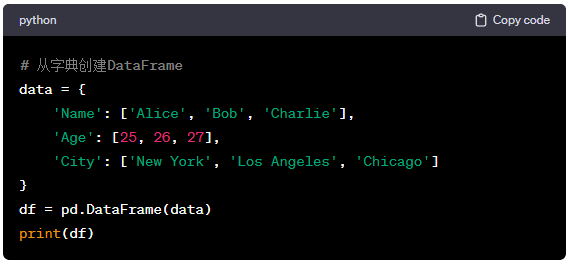 python
Copy code
# 从字典创建DataFrame
data = {
    'Name': ['Alice', 'Bob', 'Charlie'],
    'Age': [25, 26, 27],
    'City': ['New York', 'Los Angeles', 'Chicago']
}
df = pd.DataFrame(data)
print(df)